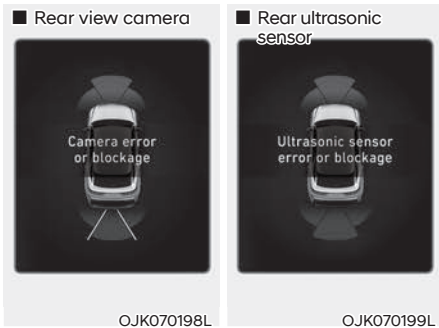 ■ Rear view camera
Camera error
or blockage
OJK070198L
■ Rear ultrasonic
sensor
Ultrasonic sensor
error or blockage
OJK070199L